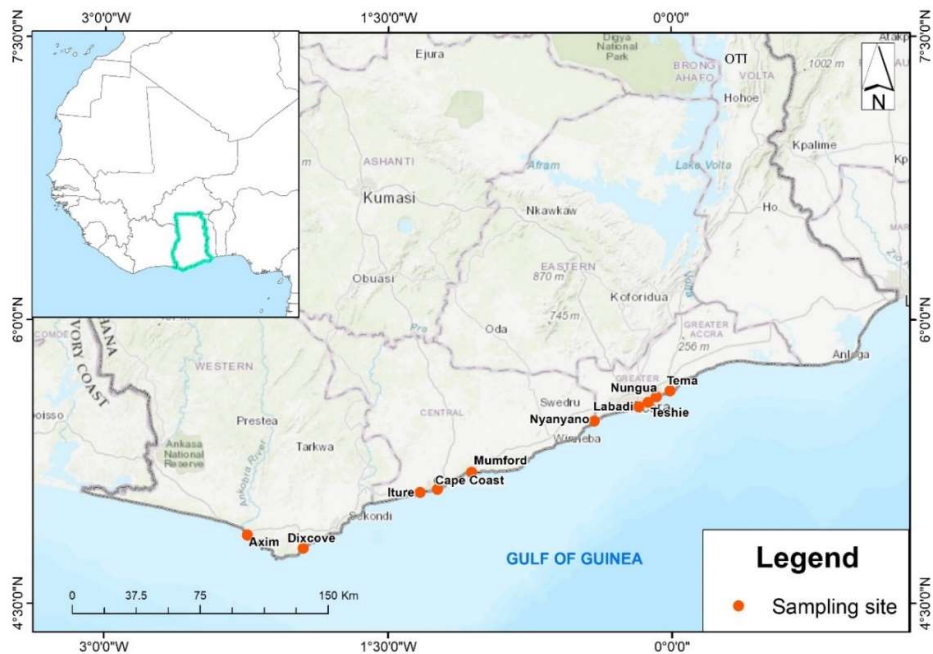 3°0'0"W 1°30'0"W 0°0'0"
7°30'0"N 7°30'0"N
Digya
National
Park
Ejura
BRONG
AHAFO
OTI
VOLTA
1002 m
Hohoe
N
Kpalime
ASHANTI
Afram
Lake Volta
Kumasi
Nkawkaw
Ho
EASTERN
870 m
Obuasi
Koforidua
Volta
6°0'0"N 6°0'0"N
Pra
Oda
745 m
GREATER
ACCRA
256 m
COMOE
GHANA
IVORY COAST
WESTERN
Anloga
Tema
Nungua
GREATER
CENTRAL
Swedru
Labadi
Teshie
Prestea
Nyanyano
Winneba
Ankasa
National
Reserve
Tarkwa
Ankobra River
Mumford
Iture
Cape Coast
Sekondi
Axim
Dixcove
GULF OF GUINEA
Legend
Sampling site
0 37.5 75 150 Km
4°30'0"N 4°30'0"N
3°0'0"W 1°30'0"W 0°0'0"